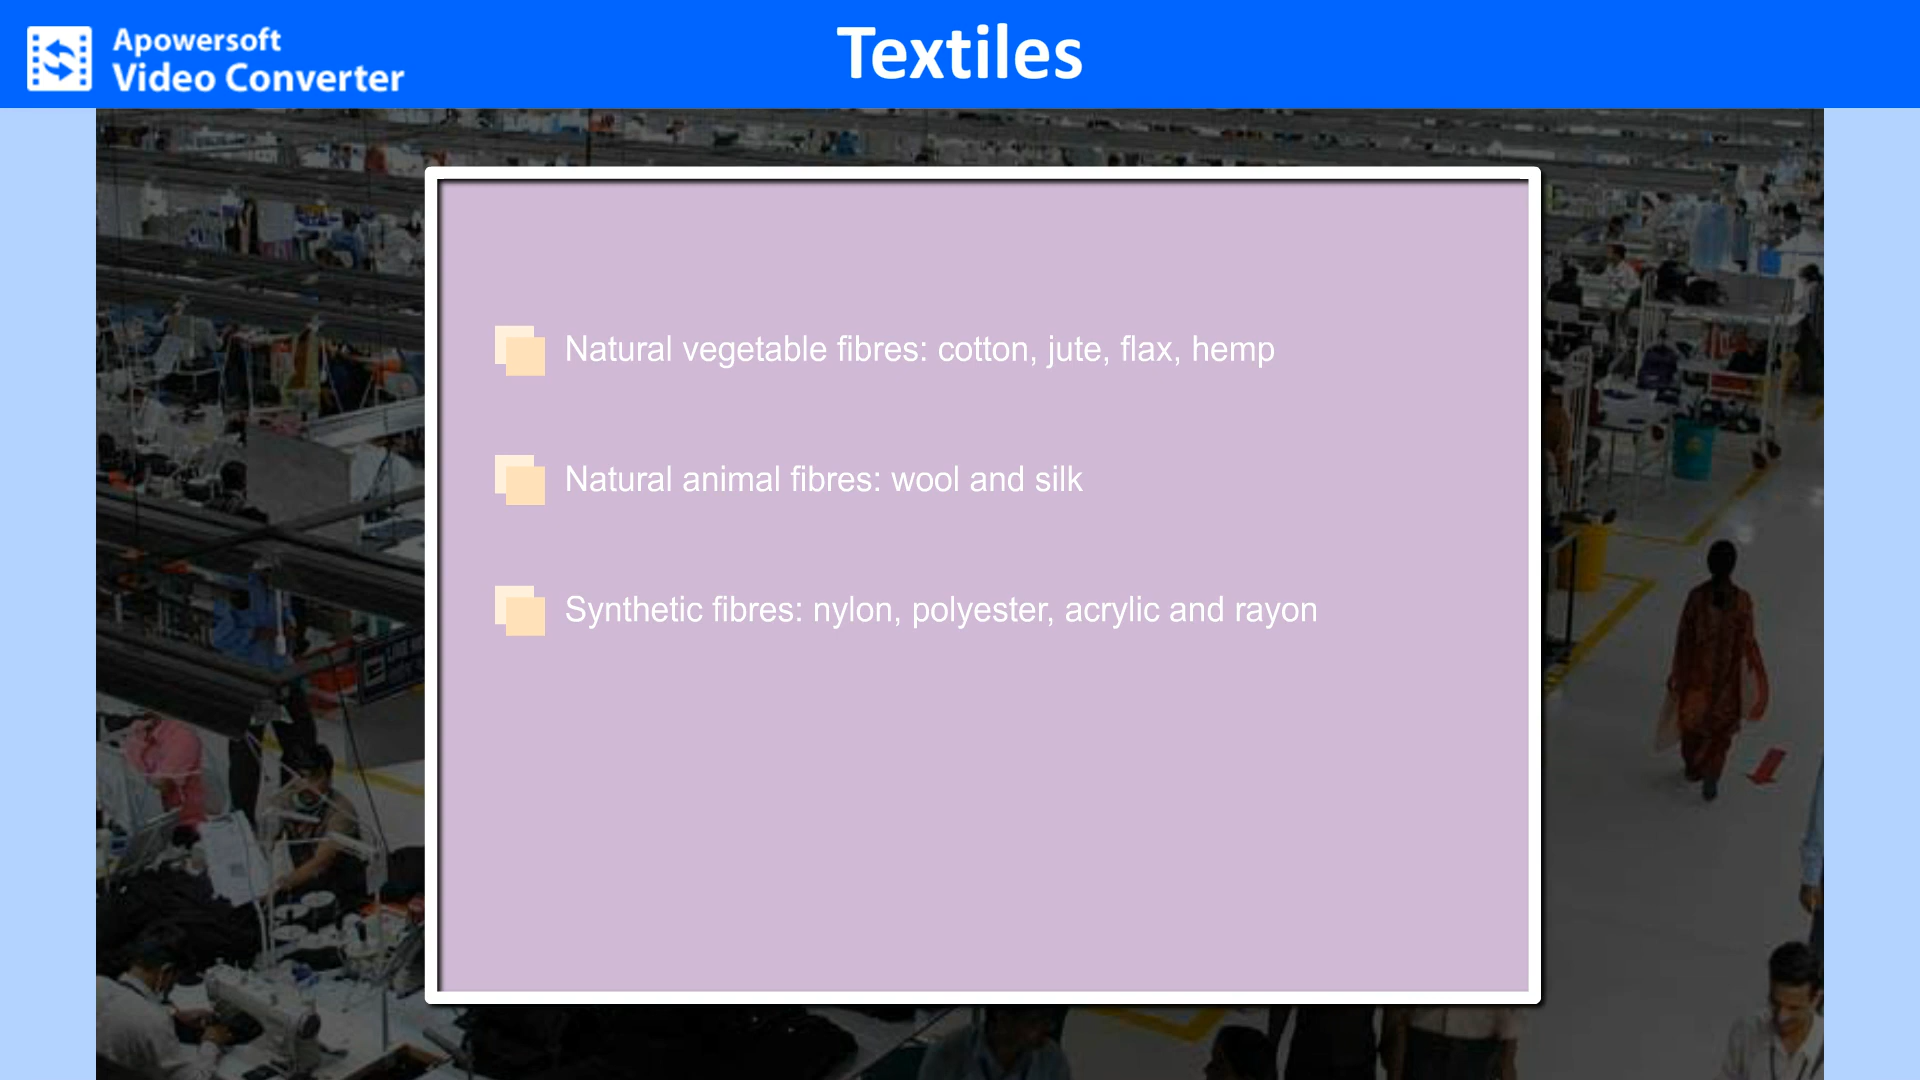 Apowersoft
Video Converter
Textiles
Natural vegetable fibres: cotton, jute, flax, hemp
Natural animal fibres: wool and silk
Synthetic fibres: nylon, polyester, acrylic and rayon